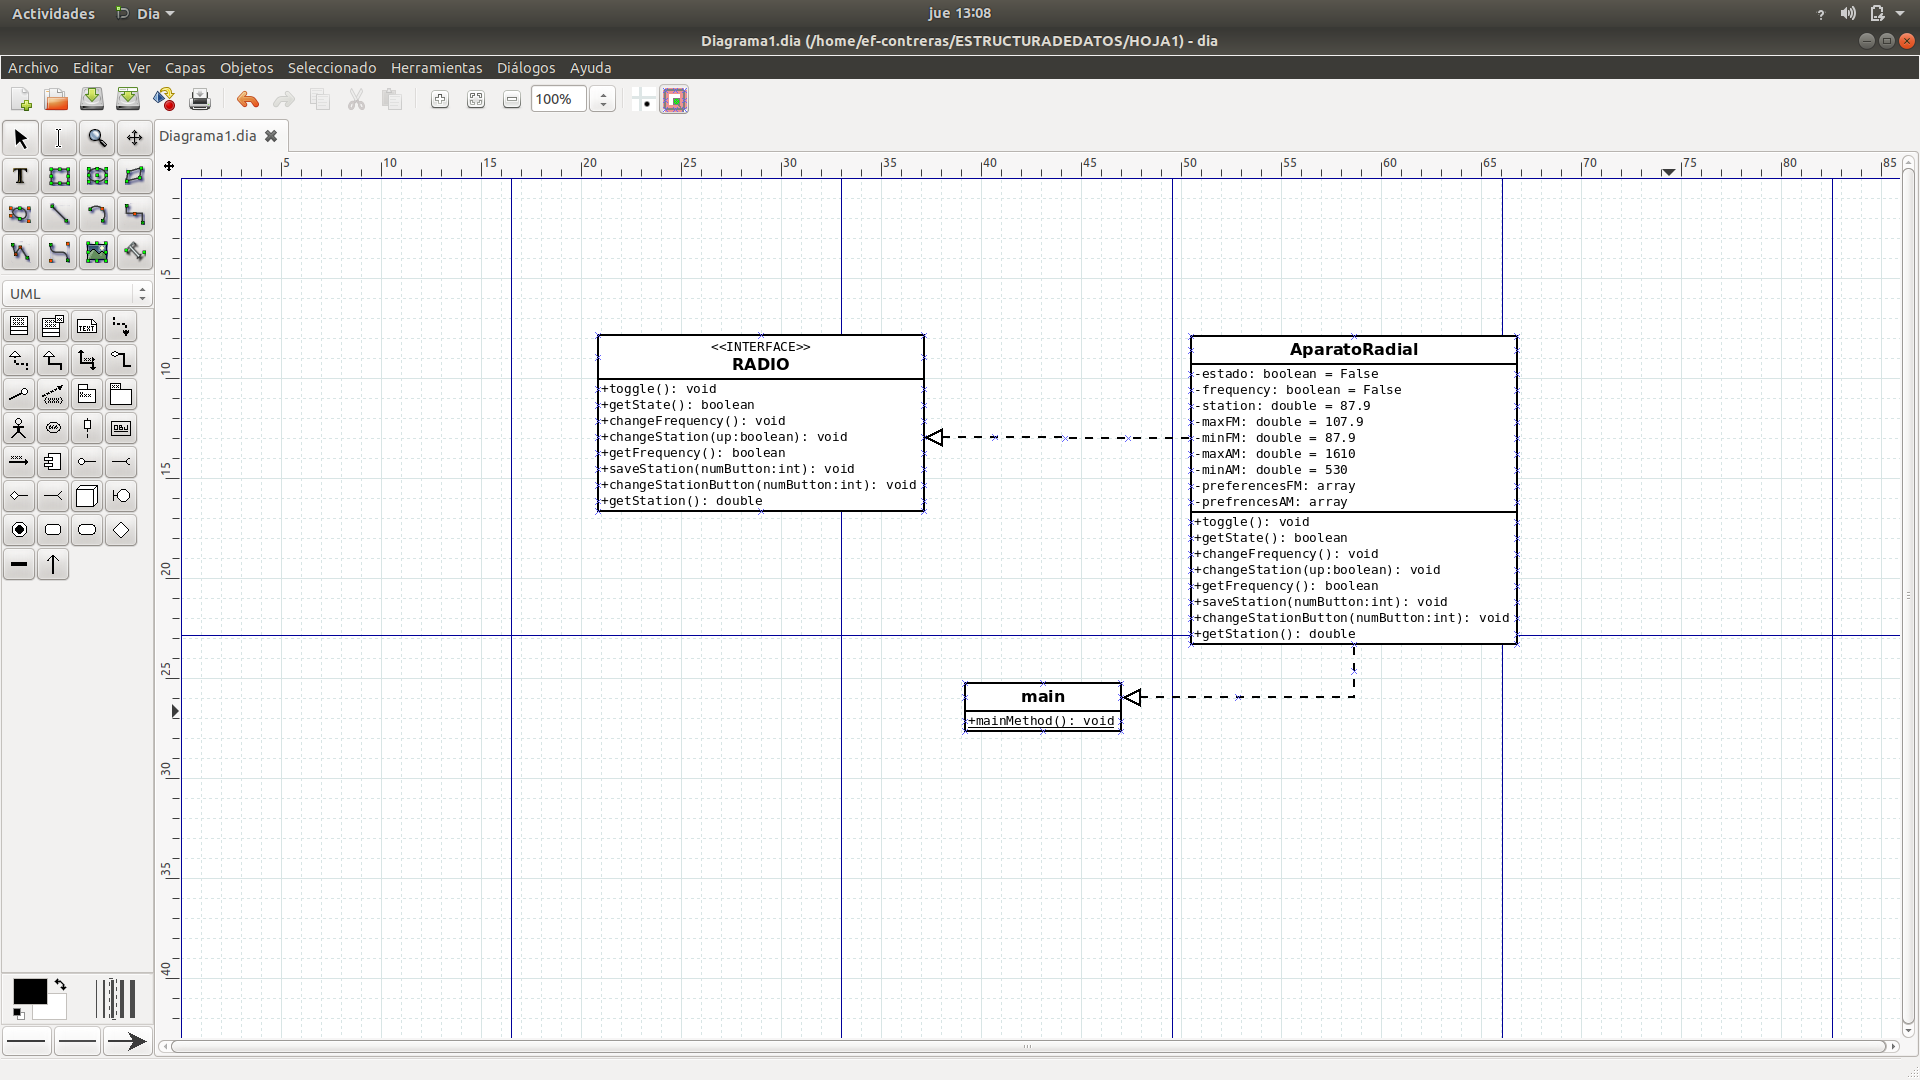 Actividades
Dia
jue 13:08
?
Diagrama1.dia (/home/ef-contreras/ESTRUCTURADEDATOS/HOJA1) - dia
Archivo Editar Ver Capas Objetos Seleccionado Herramientas Diálogos Ayuda
100%
Diagrama1.dia
5 10 15 20 25 30 35 40 45 50 55 60 65 70 75 80 85
5
10
15
20
25
30
35
40
T
UML
TEXT
OBJ
<<INTERFACE>>
RADIO
+toggle(): void
+getState(): boolean
+changeFrequency(): void
+changeStation(up:boolean): void
+getFrequency(): boolean
+saveStation(numButton:int): void
+changeStationButton(numButton:int): void
+getStation(): double
AparatoRadial
-estado: boolean = False
-frequency: boolean = False
-station: double = 87.9
-maxFM: double = 107.9
-minFM: double = 87.9
-maxAM: double = 1610
-minAM: double = 530
-preferencesFM: array
-prefrencesAM: array
+toggle(): void
+getState(): boolean
+changeFrequency(): void
+changeStation(up:boolean): void
+getFrequency(): boolean
+saveStation(numButton:int): void
+changeStationButton(numButton:int): void
+getStation(): double
main
+mainMethod(): void